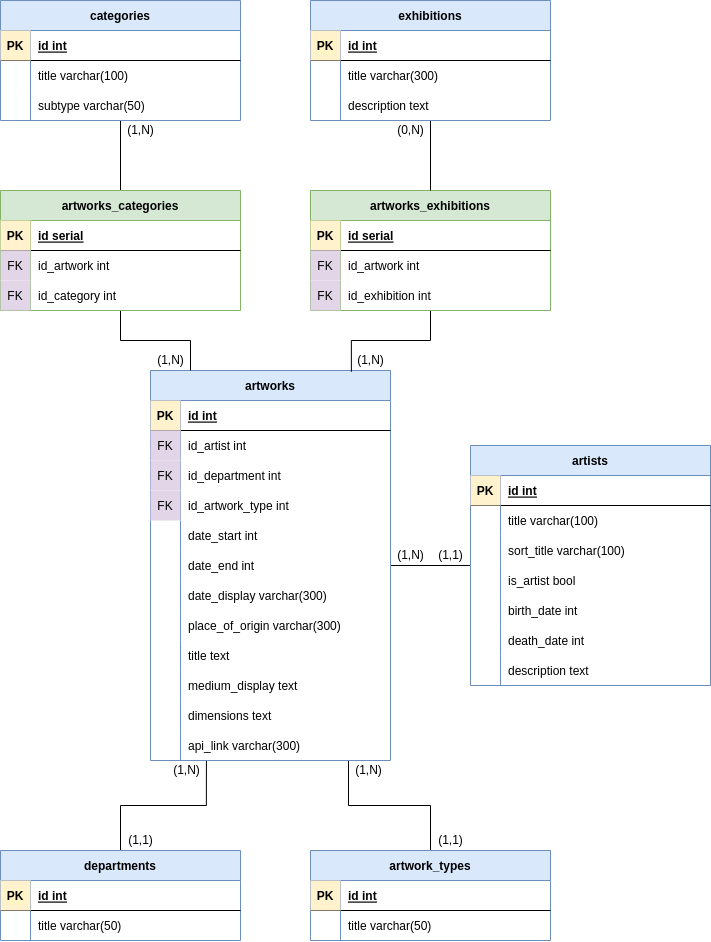 categories
PK id int
title varchar(100)
subtype varchar(50)
(1,N)
exhibitions
PK id int
title varchar(300)
description text
(0,N)
artworks_categories
PK id serial
FK id_artwork int
FK id_category int
(1,N)
artworks_exhibitions
PK id serial
FK id_artwork int
FK id_exhibition int
(1,N)
artworks
PK id int
FK id_artist int
FK id_department int
FK id_artwork_type int
date_start int
date_end int
date_display varchar(300)
place_of_origin varchar(300)
title text
medium_display text
dimensions text
api_link varchar(300)
(1,N) (1,1)
artists
PK id int
title varchar(100)
sort_title varchar(100)
is_artist bool
birth_date int
death_date int
description text
(1,N)
(1,1)
departments
PK id int
title varchar(50)
(1,N)
(1,1)
artwork_types
PK id int
title varchar(50)